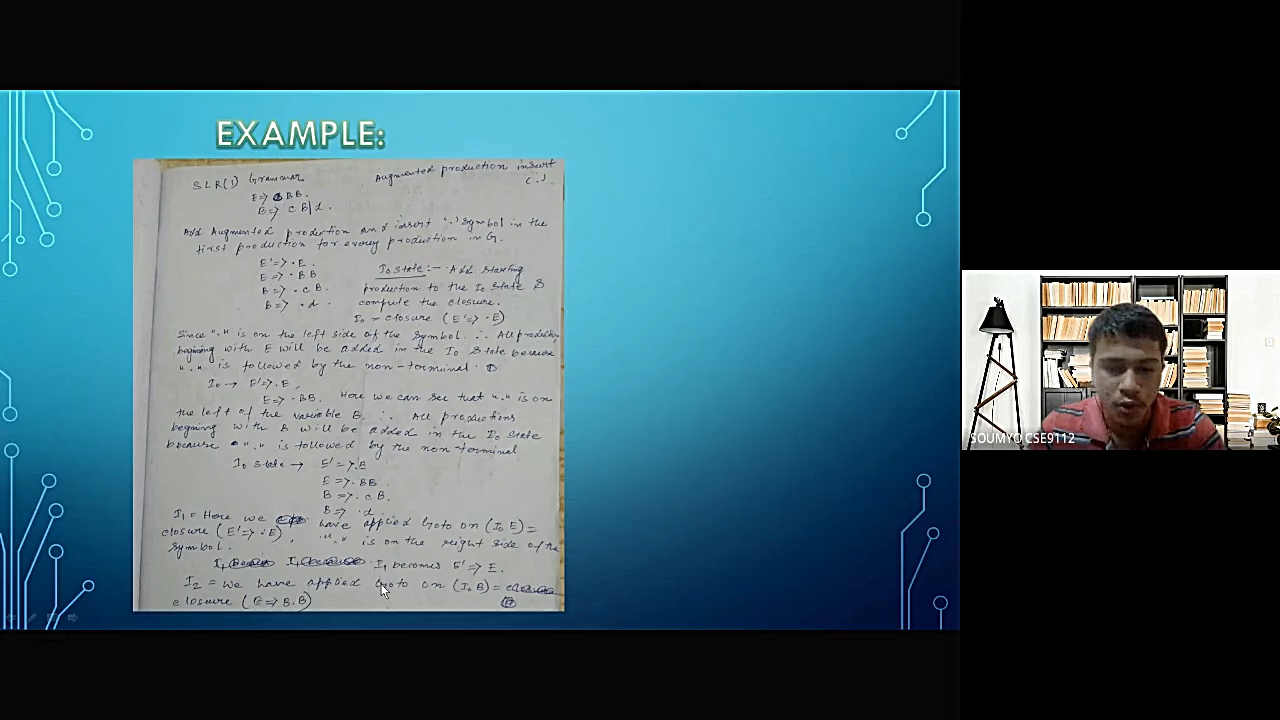 EXAMPLE:
SLR(1) Grammar
Augmented production insert (.)
E=> BB.
B=> cB|d.
Add Augmented prodection and insert "." symbol in the
first production for every production in G.
E'=> .E.
E=> .BB
B=> .cB.
B=> .d.
I0 state:- Add starting
production to the I0 state &
compute the closure.
I0 - closure (E'=> .E)
Since "." is on the left side of the symbol. ∴ All production
beginning with E will be added in the I0 state because
"." is followed by the non-terminal.
I0 → E'=>.E,
E=> .BB. Here we can see that "." is on
the left of the variable B. ∴ All productions
begning with B will be added in the I0 state
because "." is followed by the non-terminal
I0 state → E'=>.E
E=>.BB
B=>.cB.
B=> .d
I1 = Here we have applied Goto on (I0 E) =
closure (E'=> .E), "." is on the right side of the
symbol.
I1 becomes E'=> E.
I2 = we have applied Goto on (I0 B) =
closure (E=> B.B)
SOUMYO CSE9112